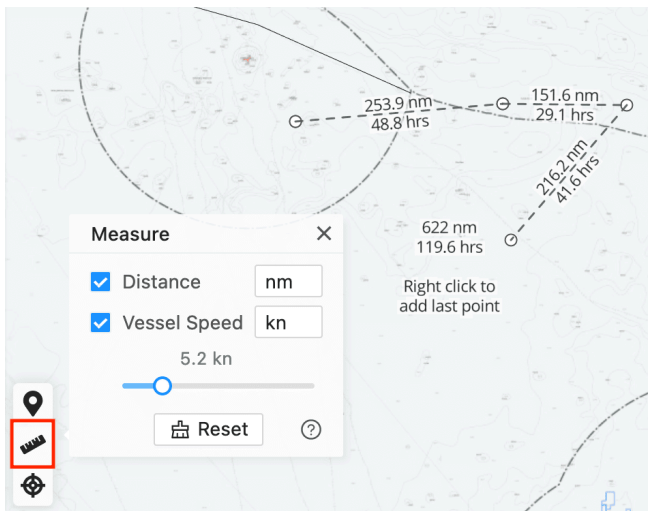 253.9 nm
48.8 hrs
151.6 nm
29.1 hrs
216.2 nm
41.6 hrs
622 nm
119.6 hrs
Right click to
add last point
Measure
Distance
nm
Vessel Speed
kn
5.2 kn
Reset
?